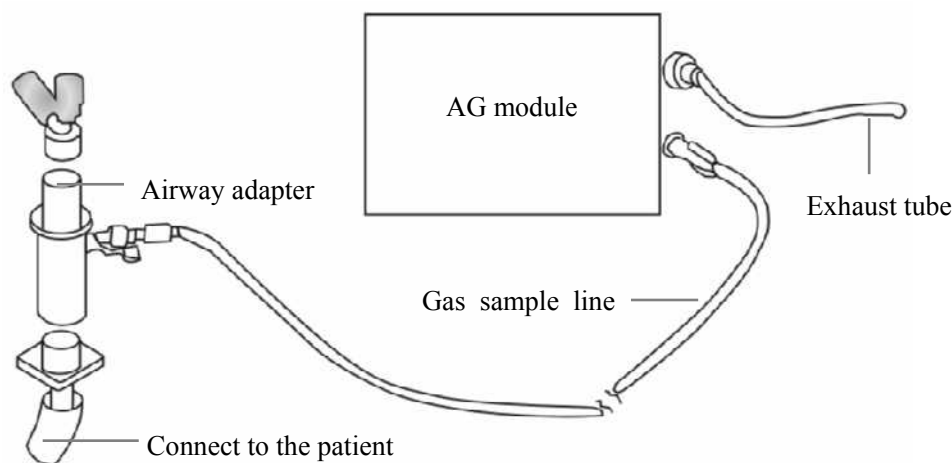 AG module
Airway adapter
Exhaust tube
Gas sample line
Connect to the patient